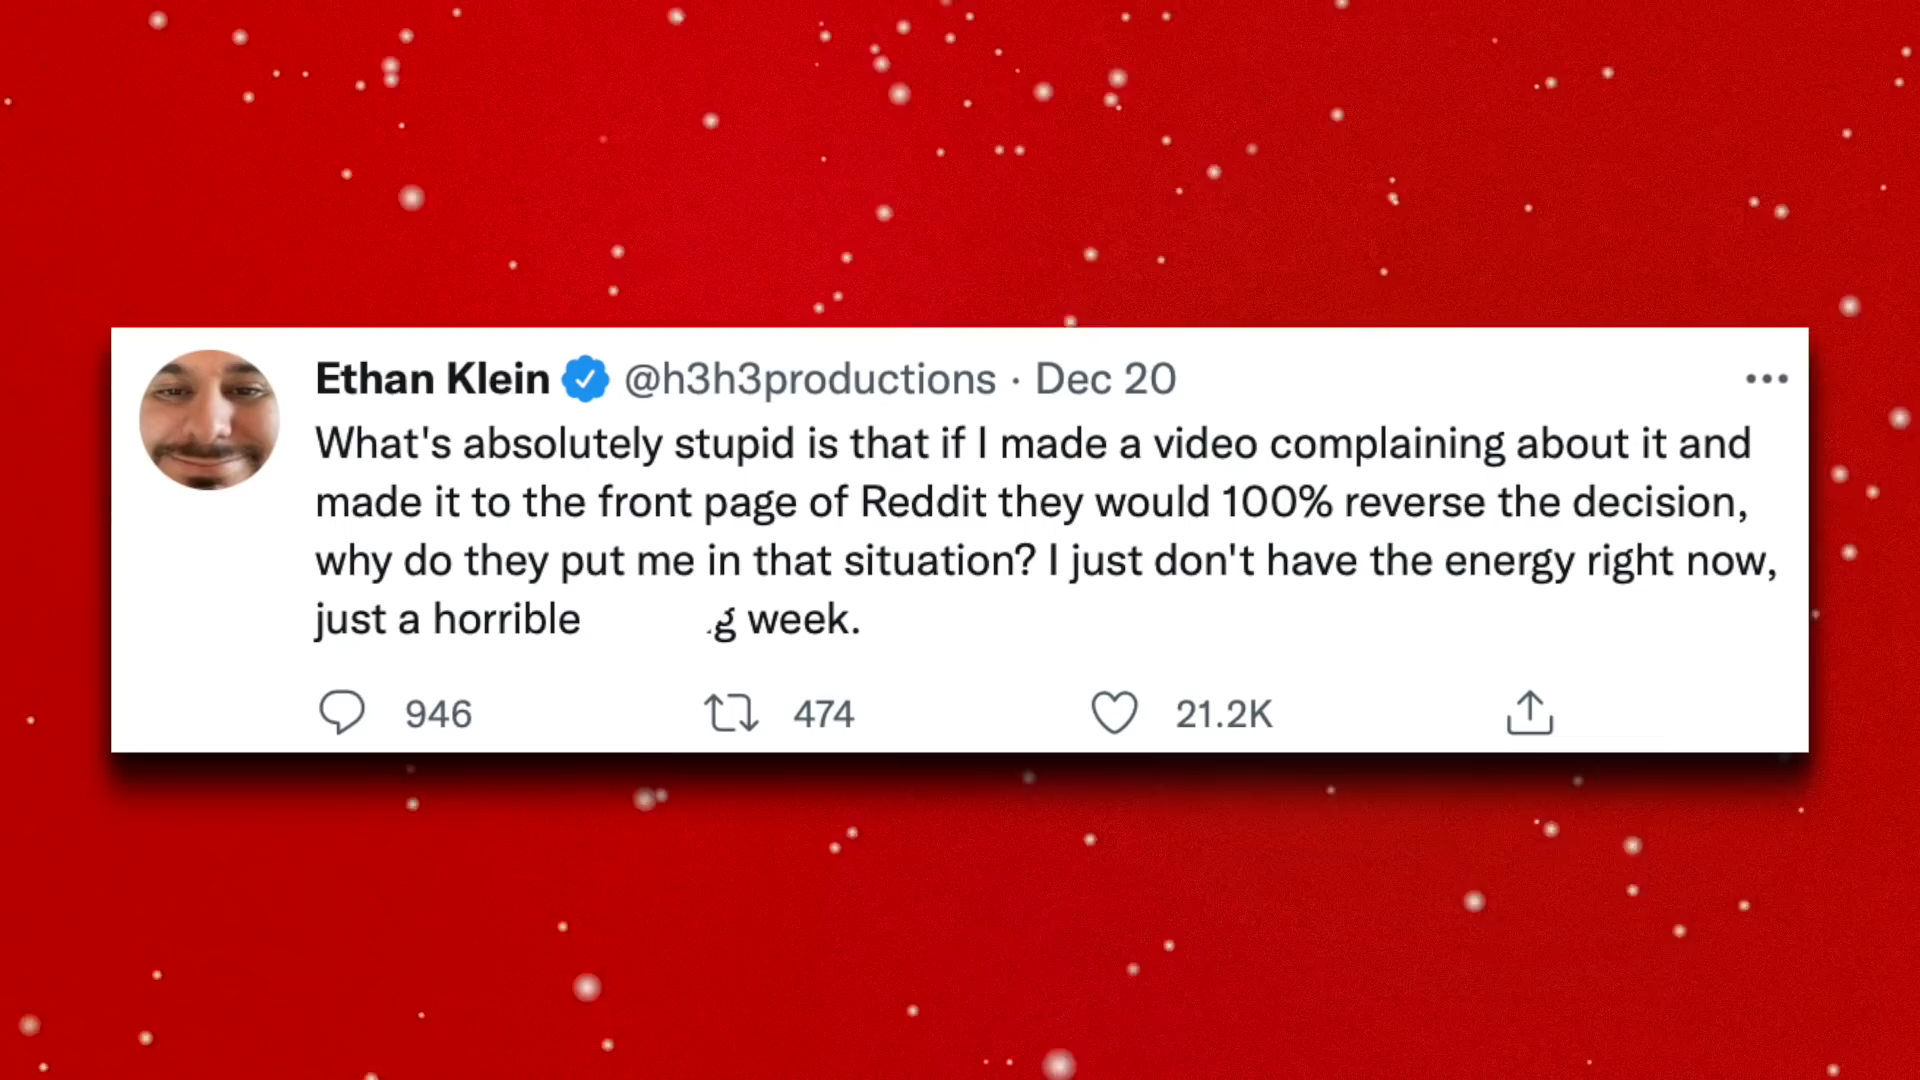 Ethan Klein @h3h3productions · Dec 20
What's absolutely stupid is that if I made a video complaining about it and
made it to the front page of Reddit they would 100% reverse the decision,
why do they put me in that situation? I just don't have the energy right now,
just a horrible g week.
946 474 21.2K